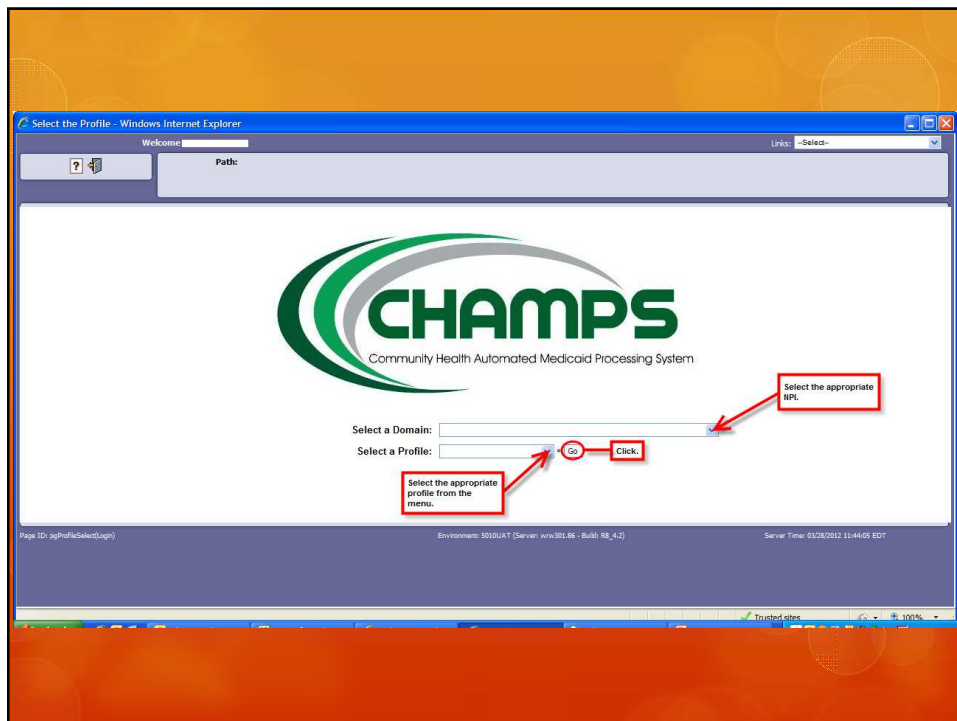 Select the Profile - Windows Internet Explorer
Welcome
Links: --Select--
?
Path:
CHAMPS
Community Health Automated Medicaid Processing System
Select the appropriate
NPI.
Select a Domain:
Select a Profile:
* Go
Click.
Select the appropriate
profile from the
menu.
Page ID: pgProfileSelect(Login)
Environment: 5010UAT (Server: wrw301.86 - Build: R8_4.2)
Server Time: 03/28/2012 11:44:05 EDT
Trusted sites
100%